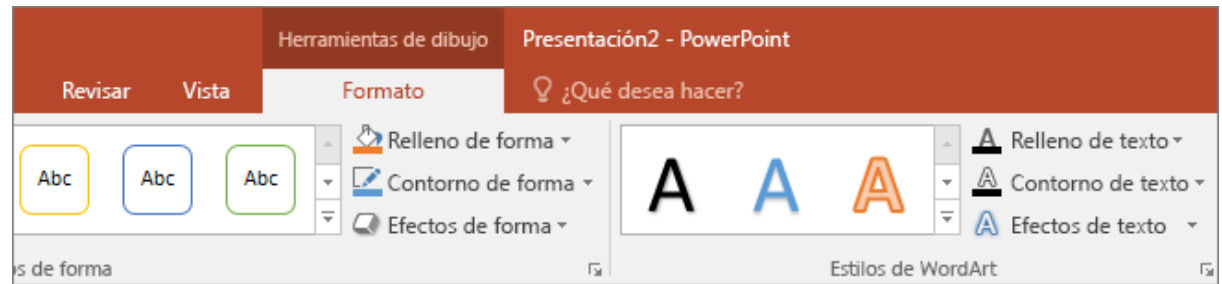 Herramientas de dibujo Presentación2 - PowerPoint
Revisar Vista Formato ¿Qué desea hacer?
Abc Abc Abc
Relleno de forma
Contorno de forma
Efectos de forma
de forma
A A A
Relleno de texto
Contorno de texto
Efectos de texto
Estilos de WordArt